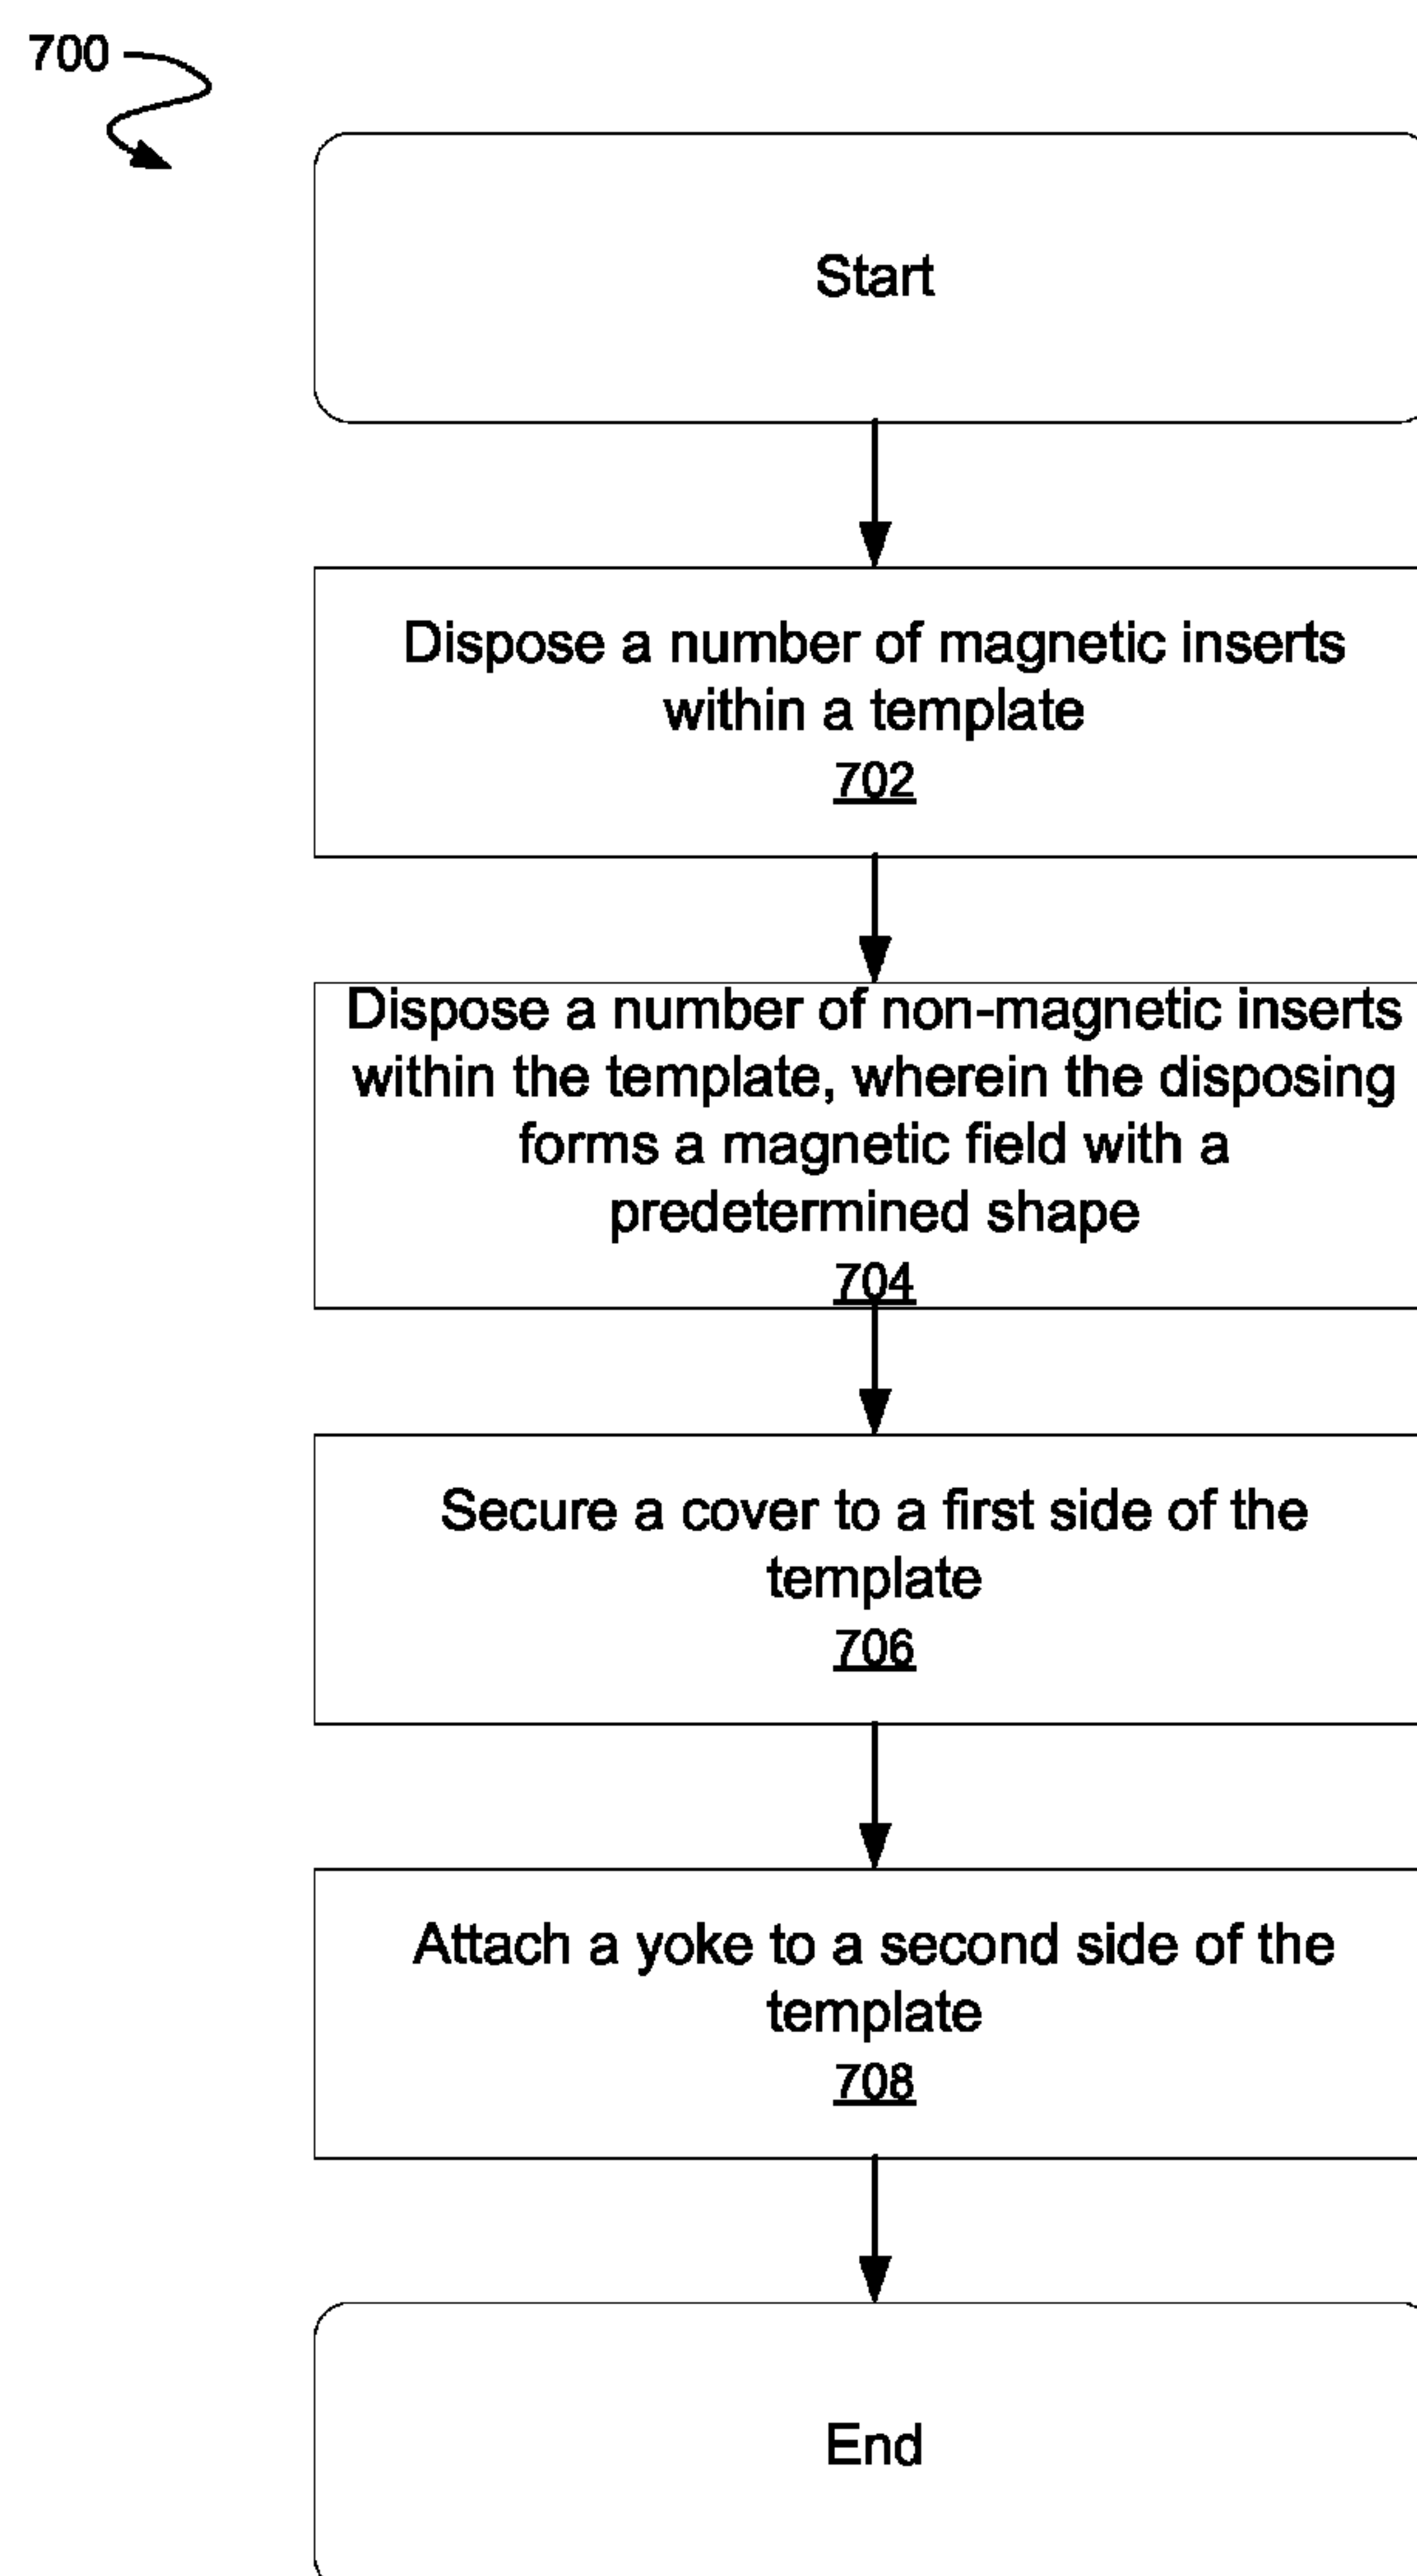 700
Start
Dispose a number of magnetic inserts
within a template
702
Dispose a number of non-magnetic inserts
within the template, wherein the disposing
forms a magnetic field with a
predetermined shape
704
Secure a cover to a first side of the
template
706
Attach a yoke to a second side of the
template
708
End